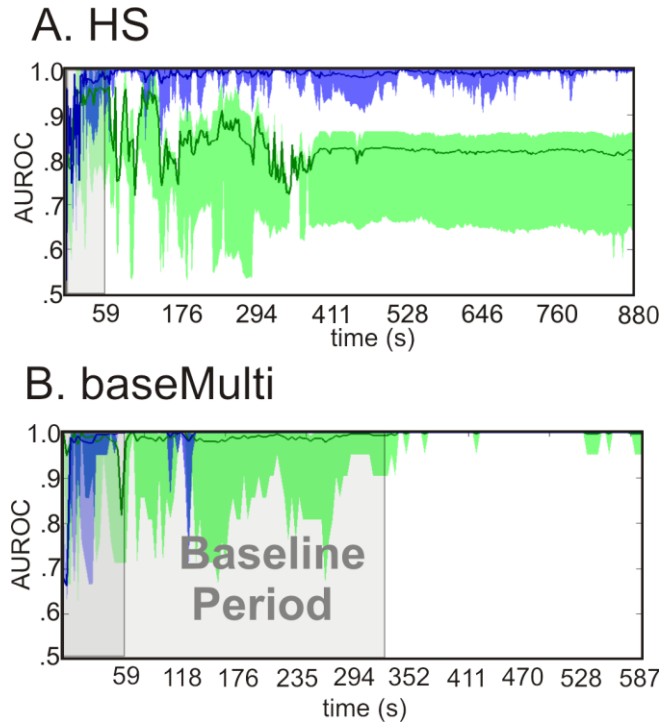 A. HS
AUROC
1.0
.9
.8
.7
.6
.5
59 176 294 411 528 646 760 880
time (s)
B. baseMulti
AUROC
1.0
.9
.8
.7
.6
.5
Baseline
Period
59 118 176 235 294 352 411 470 528 587
time (s)